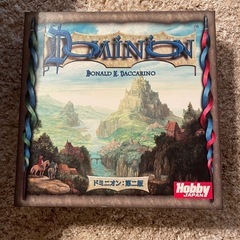 DOMINION
DONALD X. VACCARINO
ドミニオン：第二版
Hobby
JAPAN